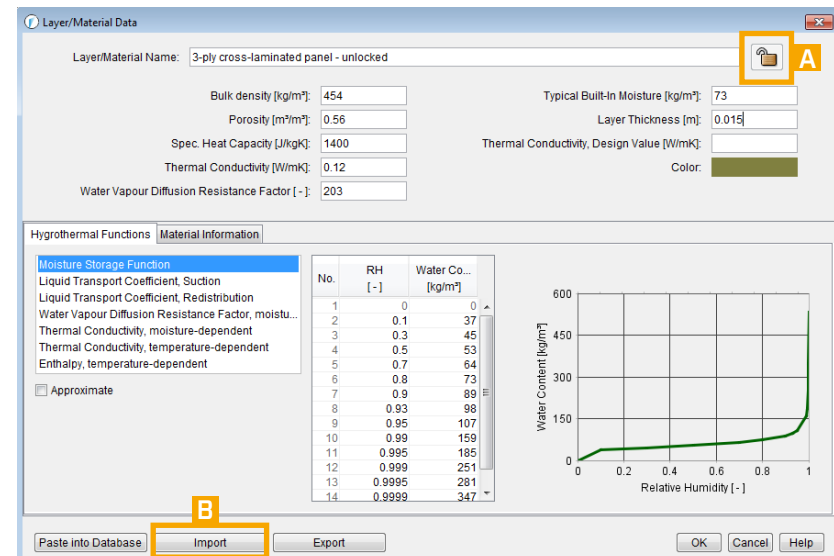 Layer/Material Data
Layer/Material Name: 3-ply cross-laminated panel - unlocked
A
Bulk density [kg/m³]: 454
Typical Built-In Moisture [kg/m³]: 73
Porosity [m³/m³]: 0.56
Layer Thickness [m]: 0.015
Spec. Heat Capacity [J/kgK]: 1400
Thermal Conductivity, Design Value [W/mK]:
Thermal Conductivity [W/mK]: 0.12
Color:
Water Vapour Diffusion Resistance Factor [ - ]: 203
Hygrothermal Functions Material Information
Moisture Storage Function
Liquid Transport Coefficient, Suction
Liquid Transport Coefficient, Redistribution
Water Vapour Diffusion Resistance Factor, moistu...
Thermal Conductivity, moisture-dependent
Thermal Conductivity, temperature-dependent
Enthalpy, temperature-dependent
Approximate
No. RH [ - ] Water Co... [kg/m³]
1 0 0
2 0.1 37
3 0.3 45
4 0.5 53
5 0.7 64
6 0.8 73
7 0.9 89
8 0.93 98
9 0.95 107
10 0.99 159
11 0.995 185
12 0.999 251
13 0.9995 281
14 0.9999 347
Water Content [kg/m³]
600
450
300
150
0
0 0.2 0.4 0.6 0.8 1
Relative Humidity [ - ]
B
Paste into Database Import Export OK Cancel Help